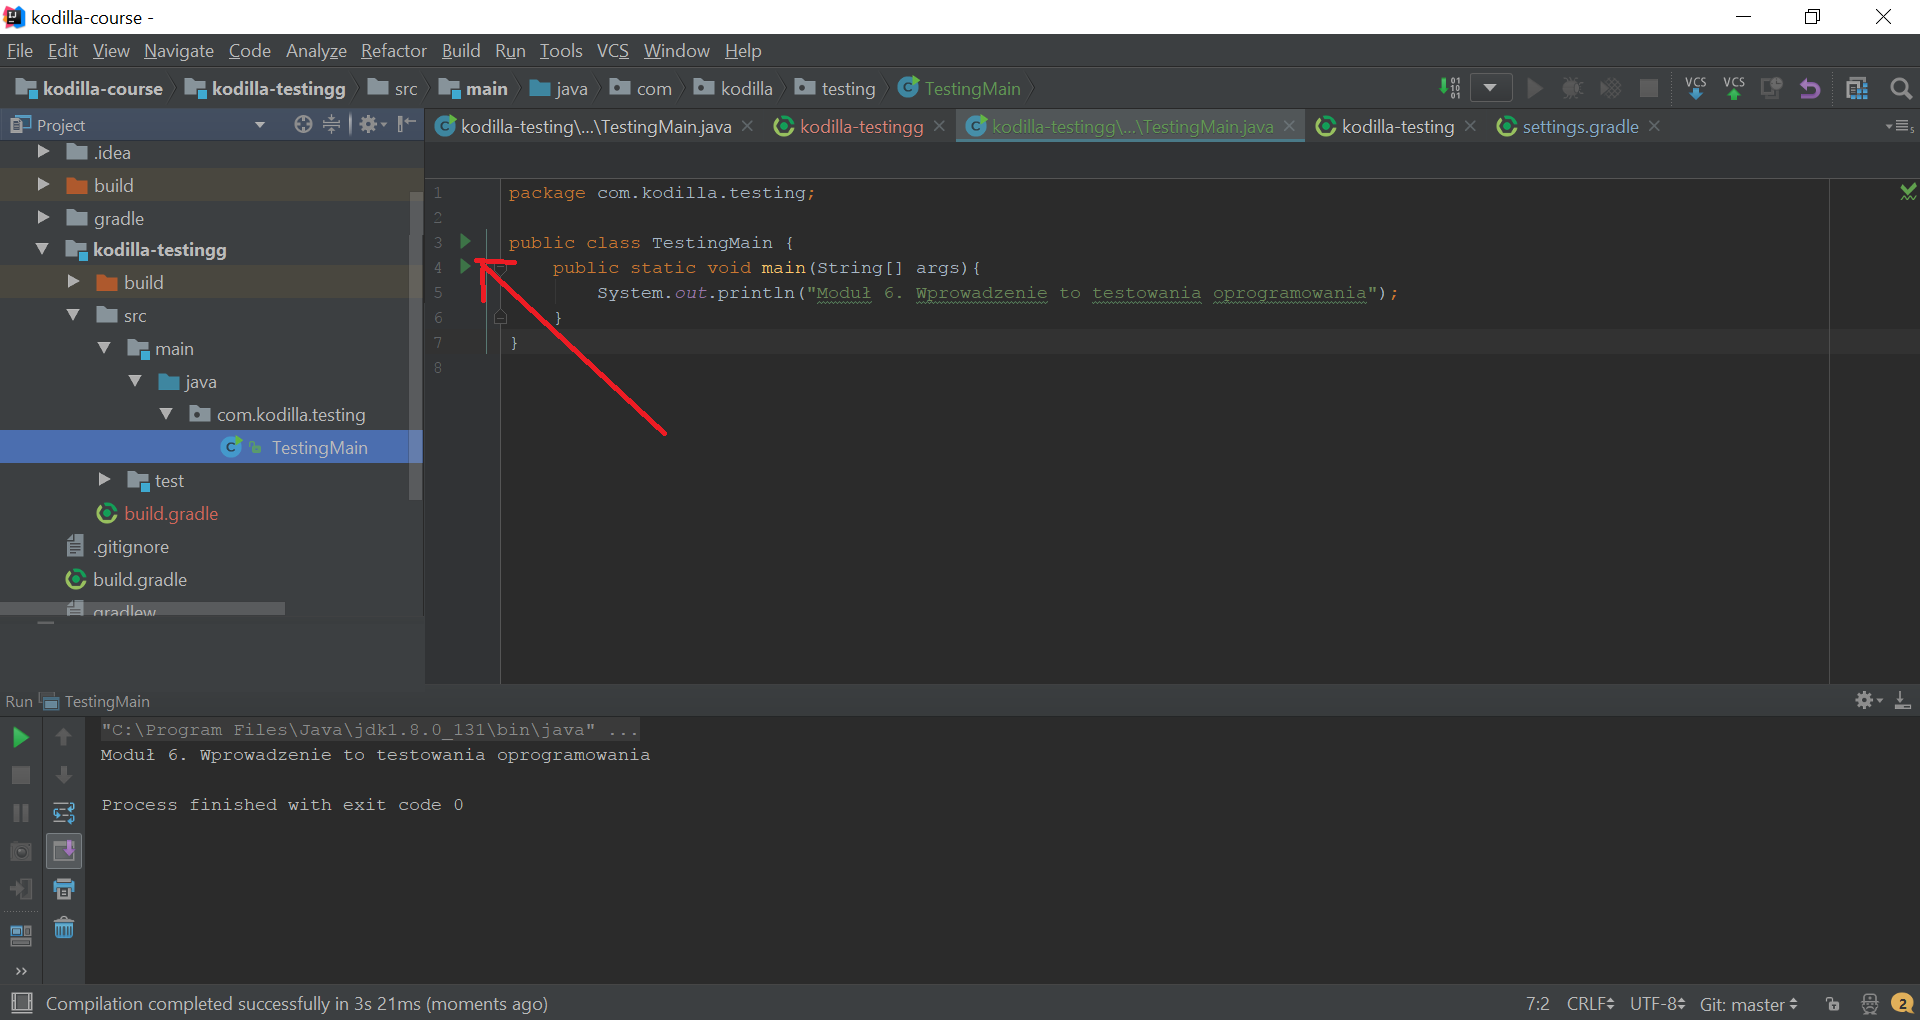 kodilla-course -
File Edit View Navigate Code Analyze Refactor Build Run Tools VCS Window Help
kodilla-course kodilla-testingg src main java com kodilla testing TestingMain
VCS VCS
Project
kodilla-testing\...\TestingMain.java kodilla-testingg kodilla-testingg\...\TestingMain.java kodilla-testing settings.gradle
.idea
build
gradle
kodilla-testingg
build
src
main
java
com.kodilla.testing
TestingMain
test
build.gradle
.gitignore
build.gradle
gradlew
1 package com.kodilla.testing;
2
3 public class TestingMain {
4 public static void main(String[] args){
5 System.out.println("Moduł 6. Wprowadzenie to testowania oprogramowania");
6 }
7 }
8
Run TestingMain
"C:\Program Files\Java\jdk1.8.0_131\bin\java" ...
Moduł 6. Wprowadzenie to testowania oprogramowania
Process finished with exit code 0
Compilation completed successfully in 3s 21ms (moments ago)
7:2 CRLF UTF-8 Git: master 2